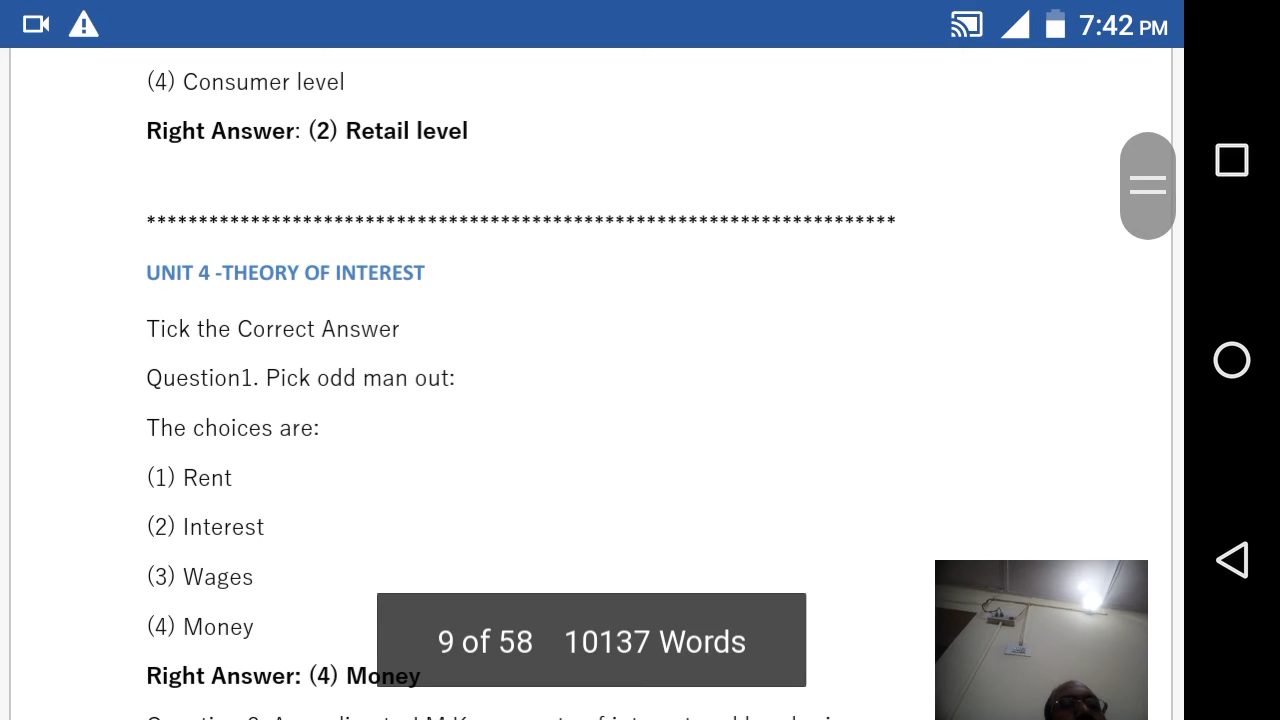 7:42 PM
(4) Consumer level
Right Answer: (2) Retail level
************************************************************************
UNIT 4 -THEORY OF INTEREST
Tick the Correct Answer
Question1. Pick odd man out:
The choices are:
(1) Rent
(2) Interest
(3) Wages
(4) Money
9 of 58 10137 Words
Right Answer: (4) Money